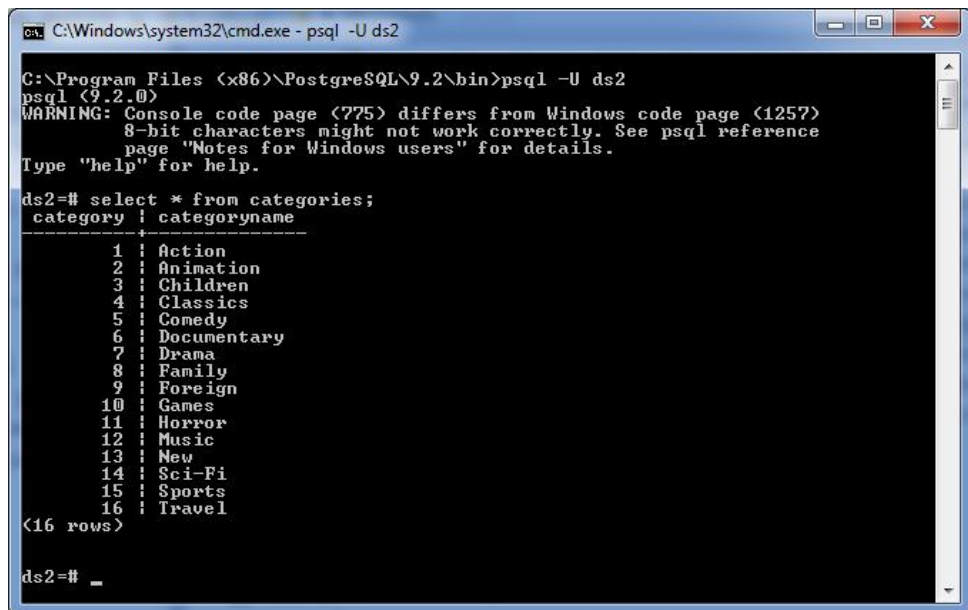 C:\Windows\system32\cmd.exe - psql -U ds2
C:\Program Files (x86)\PostgreSQL\9.2\bin>psql -U ds2
psql (9.2.0)
WARNING: Console code page (775) differs from Windows code page (1257)
         8-bit characters might not work correctly. See psql reference
         page "Notes for Windows users" for details.
Type "help" for help.
ds2=# select * from categories;
 category | categoryname
----------+--------------
        1 | Action
        2 | Animation
        3 | Children
        4 | Classics
        5 | Comedy
        6 | Documentary
        7 | Drama
        8 | Family
        9 | Foreign
       10 | Games
       11 | Horror
       12 | Music
       13 | New
       14 | Sci-Fi
       15 | Sports
       16 | Travel
(16 rows)
ds2=# _